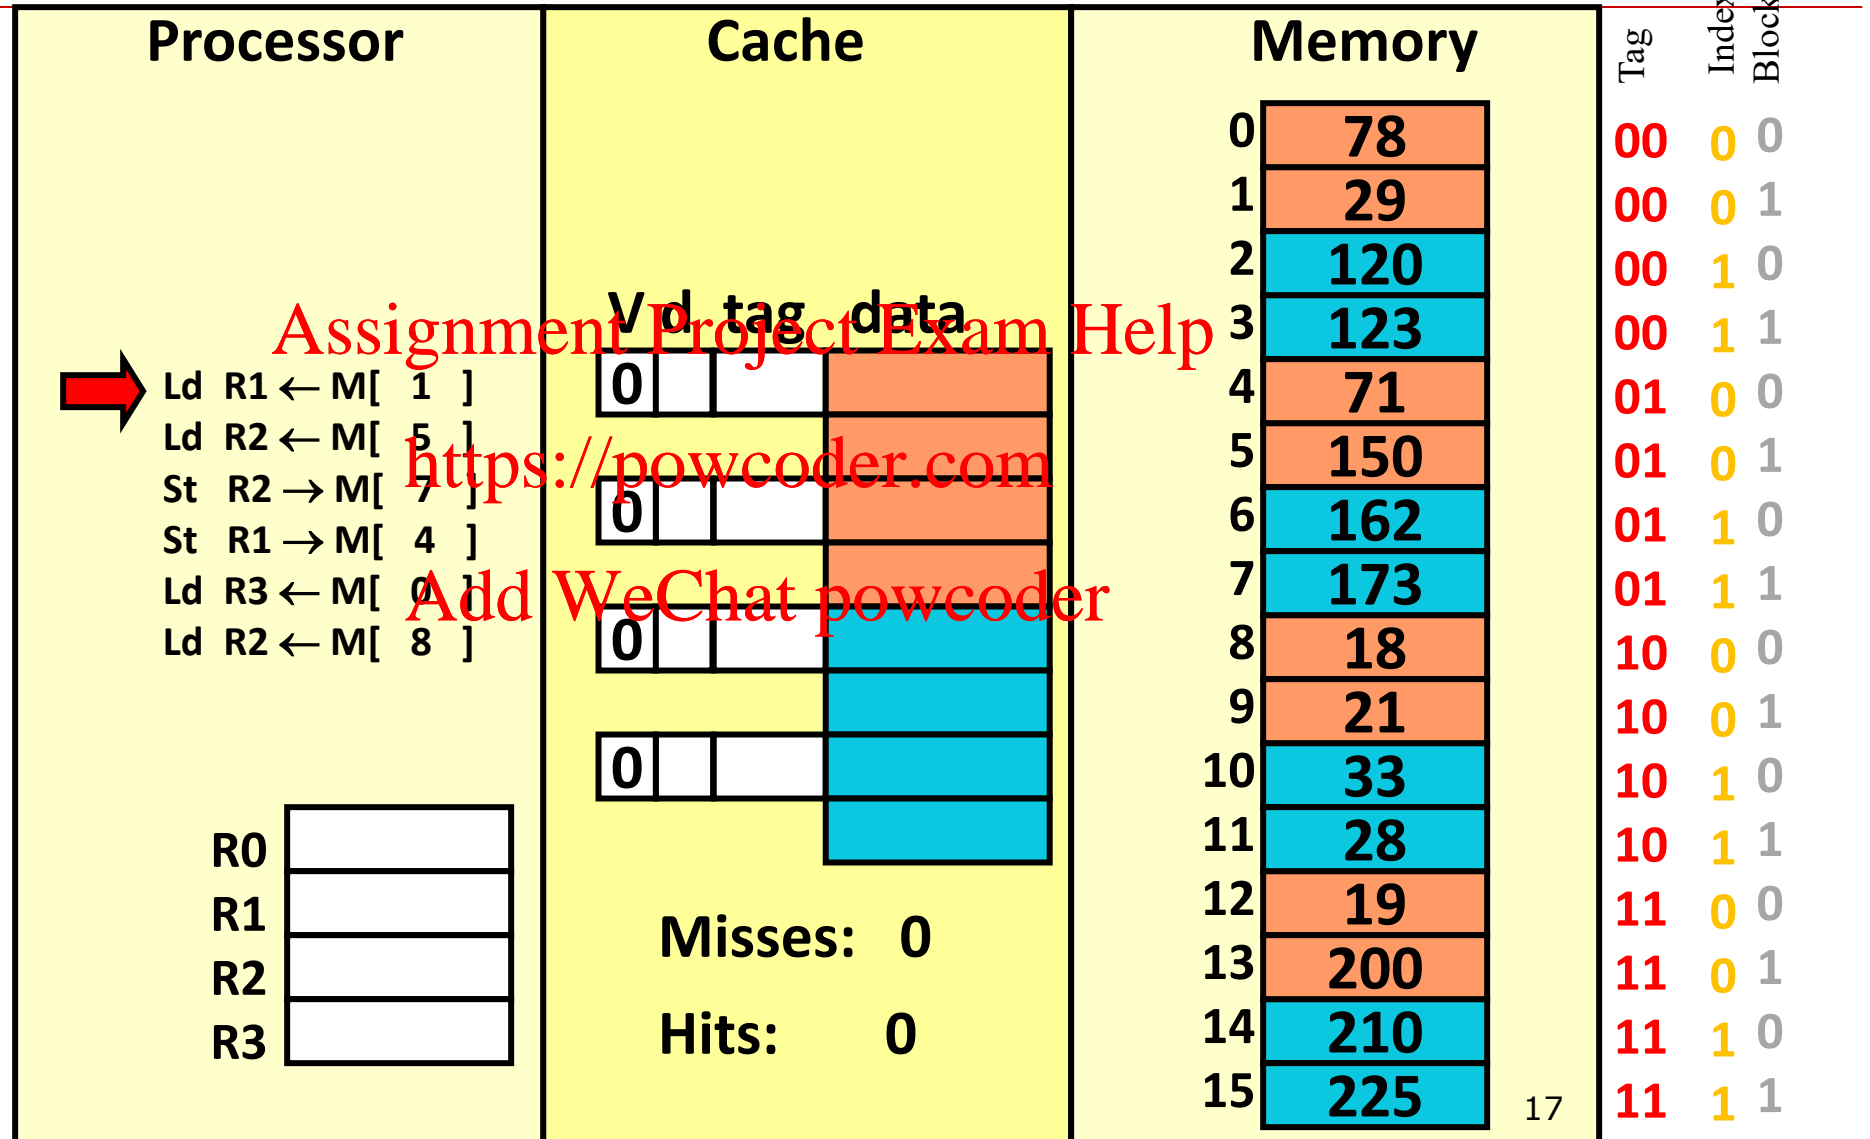 Processor
Cache
Memory
Tag
Index
Block
V d tag data
Assignment Project Exam Help
https://powcoder.com
Add WeChat powcoder
Ld R1 ← M[ 1 ]
Ld R2 ← M[ 5 ]
St R2 → M[ 7 ]
St R1 → M[ 4 ]
Ld R3 ← M[ 0 ]
Ld R2 ← M[ 8 ]
R0
R1
R2
R3
0
0
0
0
Misses: 0
Hits: 0
0 78 00 0 0
1 29 00 0 1
2 120 00 1 0
3 123 00 1 1
4 71 01 0 0
5 150 01 0 1
6 162 01 1 0
7 173 01 1 1
8 18 10 0 0
9 21 10 0 1
10 33 10 1 0
11 28 10 1 1
12 19 11 0 0
13 200 11 0 1
14 210 11 1 0
15 225 11 1 1
17